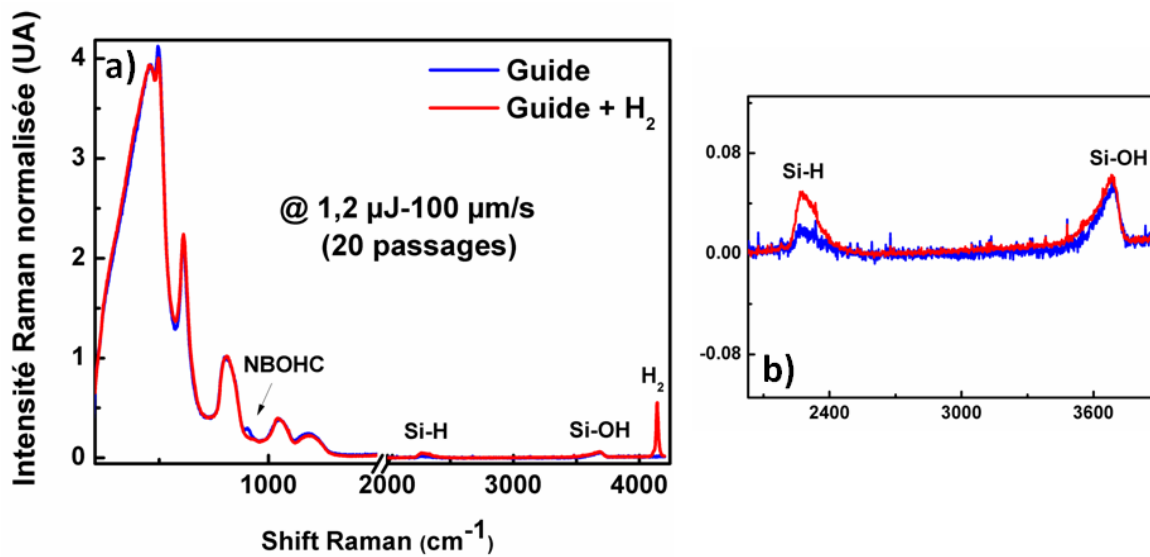 Intensité Raman normalisée (UA)
a)
Guide
Guide + H₂
@ 1,2 µJ-100 µm/s
(20 passages)
NBOHC
Si-H
Si-OH
H₂
4
3
2
1
0
1000
2000
3000
4000
Shift Raman (cm⁻¹)
Si-H
Si-OH
0.08
0.00
-0.08
b)
2400
3000
3600